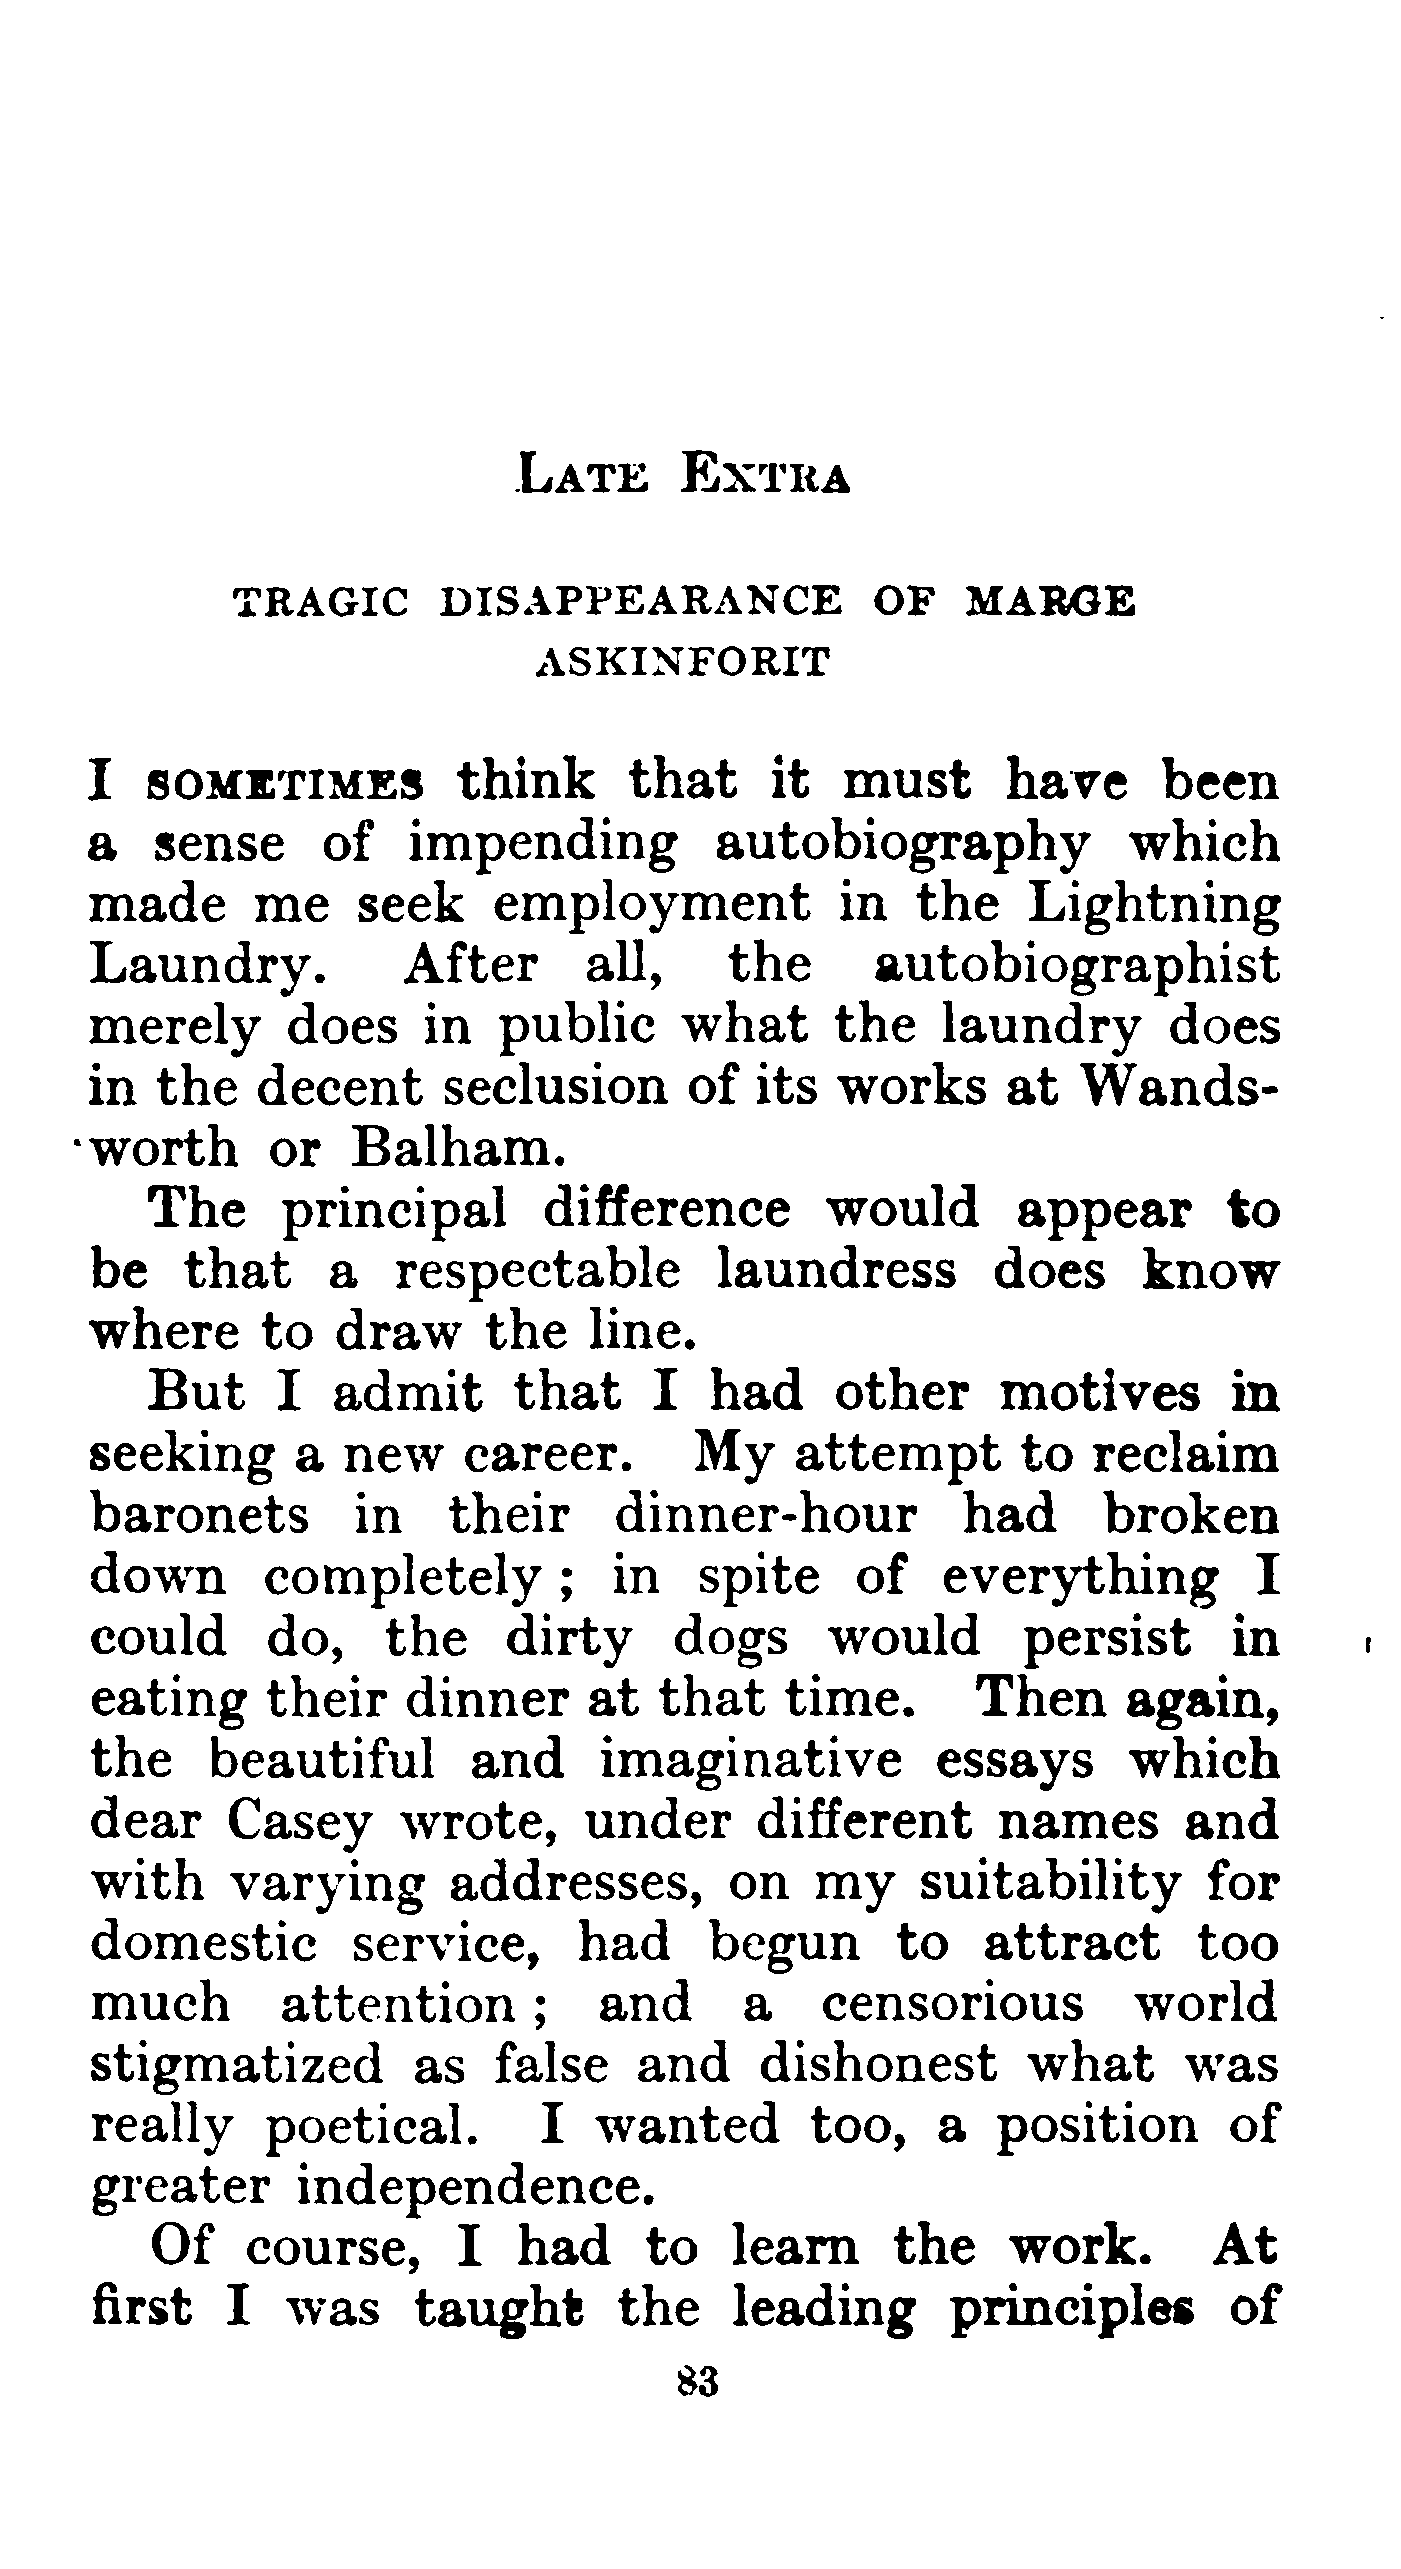 LATE EXTRA
TRAGIC DISAPPEARANCE OF MARGE
ASKINFORIT
I SOMETIMES think that it must have been
a sense of impending autobiography which
made me seek employment in the Lightning
Laundry. After all, the autobiographist
merely does in public what the laundry does
in the decent seclusion of its works at Wands-
worth or Balham.
The principal difference would appear to
be that a respectable laundress does know
where to draw the line.
But I admit that I had other motives in
seeking a new career. My attempt to reclaim
baronets in their dinner-hour had broken
down completely ; in spite of everything I
could do, the dirty dogs would persist in
eating their dinner at that time. Then again,
the beautiful and imaginative essays which
dear Casey wrote, under different names and
with varying addresses, on my suitability for
domestic service, had begun to attract too
much attention ; and a censorious world
stigmatized as false and dishonest what was
really poetical. I wanted too, a position of
greater independence.
Of course, I had to learn the work. At
first I was taught the leading principles of
83